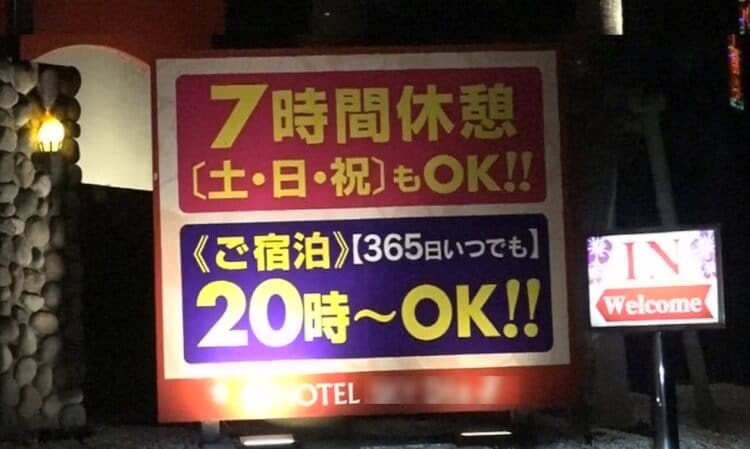 7時間休憩
〔土・日・祝〕もOK!!
《ご宿泊》【365日いつでも】
20時～OK!!
HOTEL
IN
Welcome